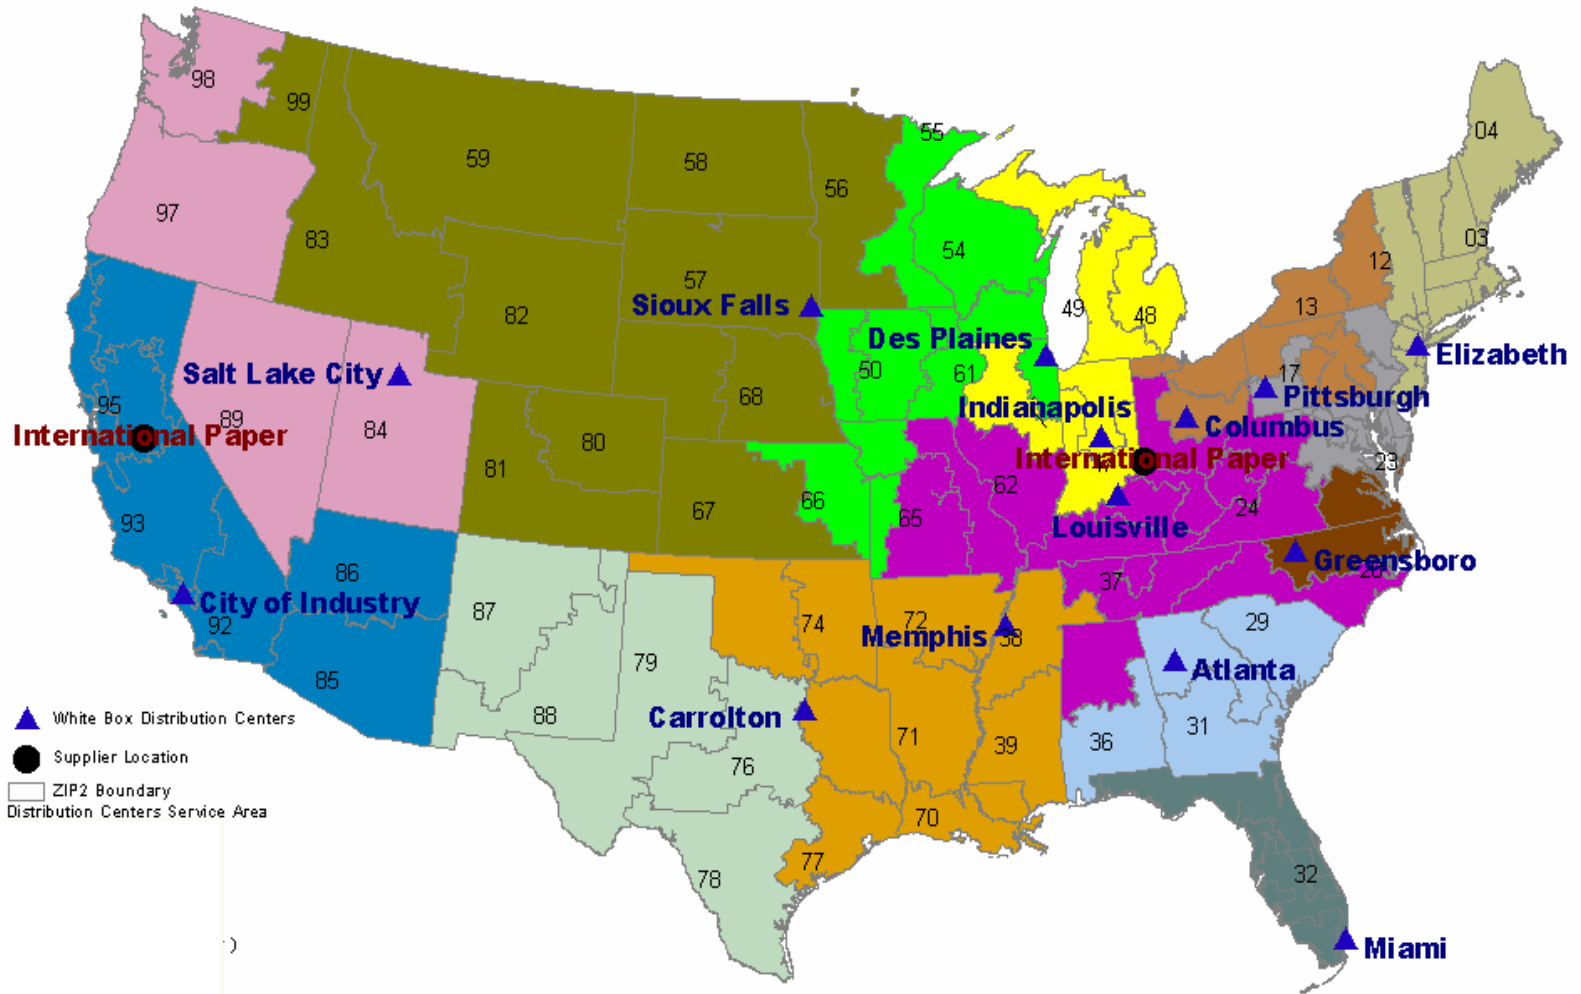 98
99
55
04
59
58
56
97
83
54
03
12
57
Sioux Falls
82
49
48
13
Des Plaines
Elizabeth
Salt Lake City
50
61
17
Pittsburgh
68
95
89
84
Indianapolis
Columbus
International Paper
80
81
International Paper
23
66
62
67
65
24
93
Louisville
86
37
Greensboro
City of Industry
87
92
74
72
Memphis
38
29
79
Atlanta
85
White Box Distribution Centers
88
Carrolton
71
39
36
31
Supplier Location
76
ZIP2 Boundary
Distribution Centers Service Area
70
77
78
32
)
Miami